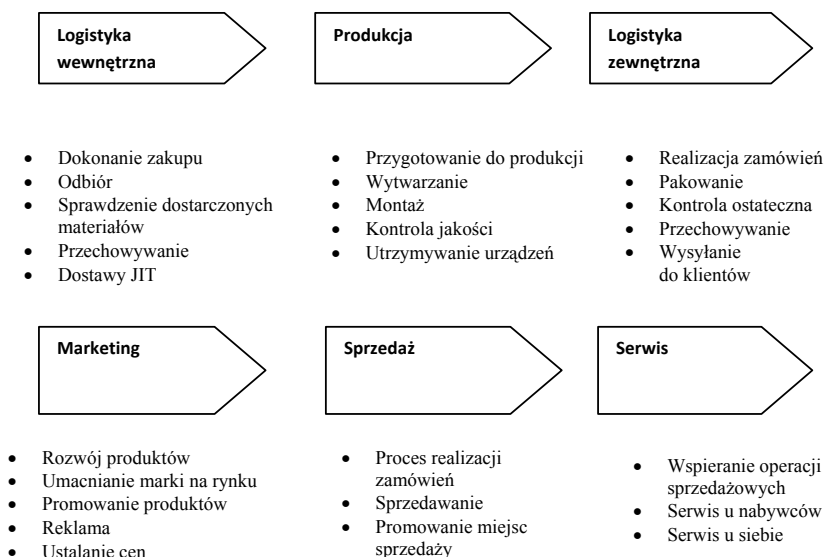 Logistyka
wewnętrzna
Produkcja
Logistyka
zewnętrzna
• Dokonanie zakupu
• Odbiór
• Sprawdzenie dostarczonych
materiałów
• Przechowywanie
• Dostawy JIT
• Przygotowanie do produkcji
• Wytwarzanie
• Montaż
• Kontrola jakości
• Utrzymywanie urządzeń
• Realizacja zamówień
• Pakowanie
• Kontrola ostateczna
• Przechowywanie
• Wysyłanie
do klientów
Marketing
Sprzedaż
Serwis
• Rozwój produktów
• Umacnianie marki na rynku
• Promowanie produktów
• Reklama
• Ustalanie cen
• Proces realizacji
zamówień
• Sprzedawanie
• Promowanie miejsc
sprzedaży
• Wspieranie operacji
sprzedażowych
• Serwis u nabywców
• Serwis u siebie